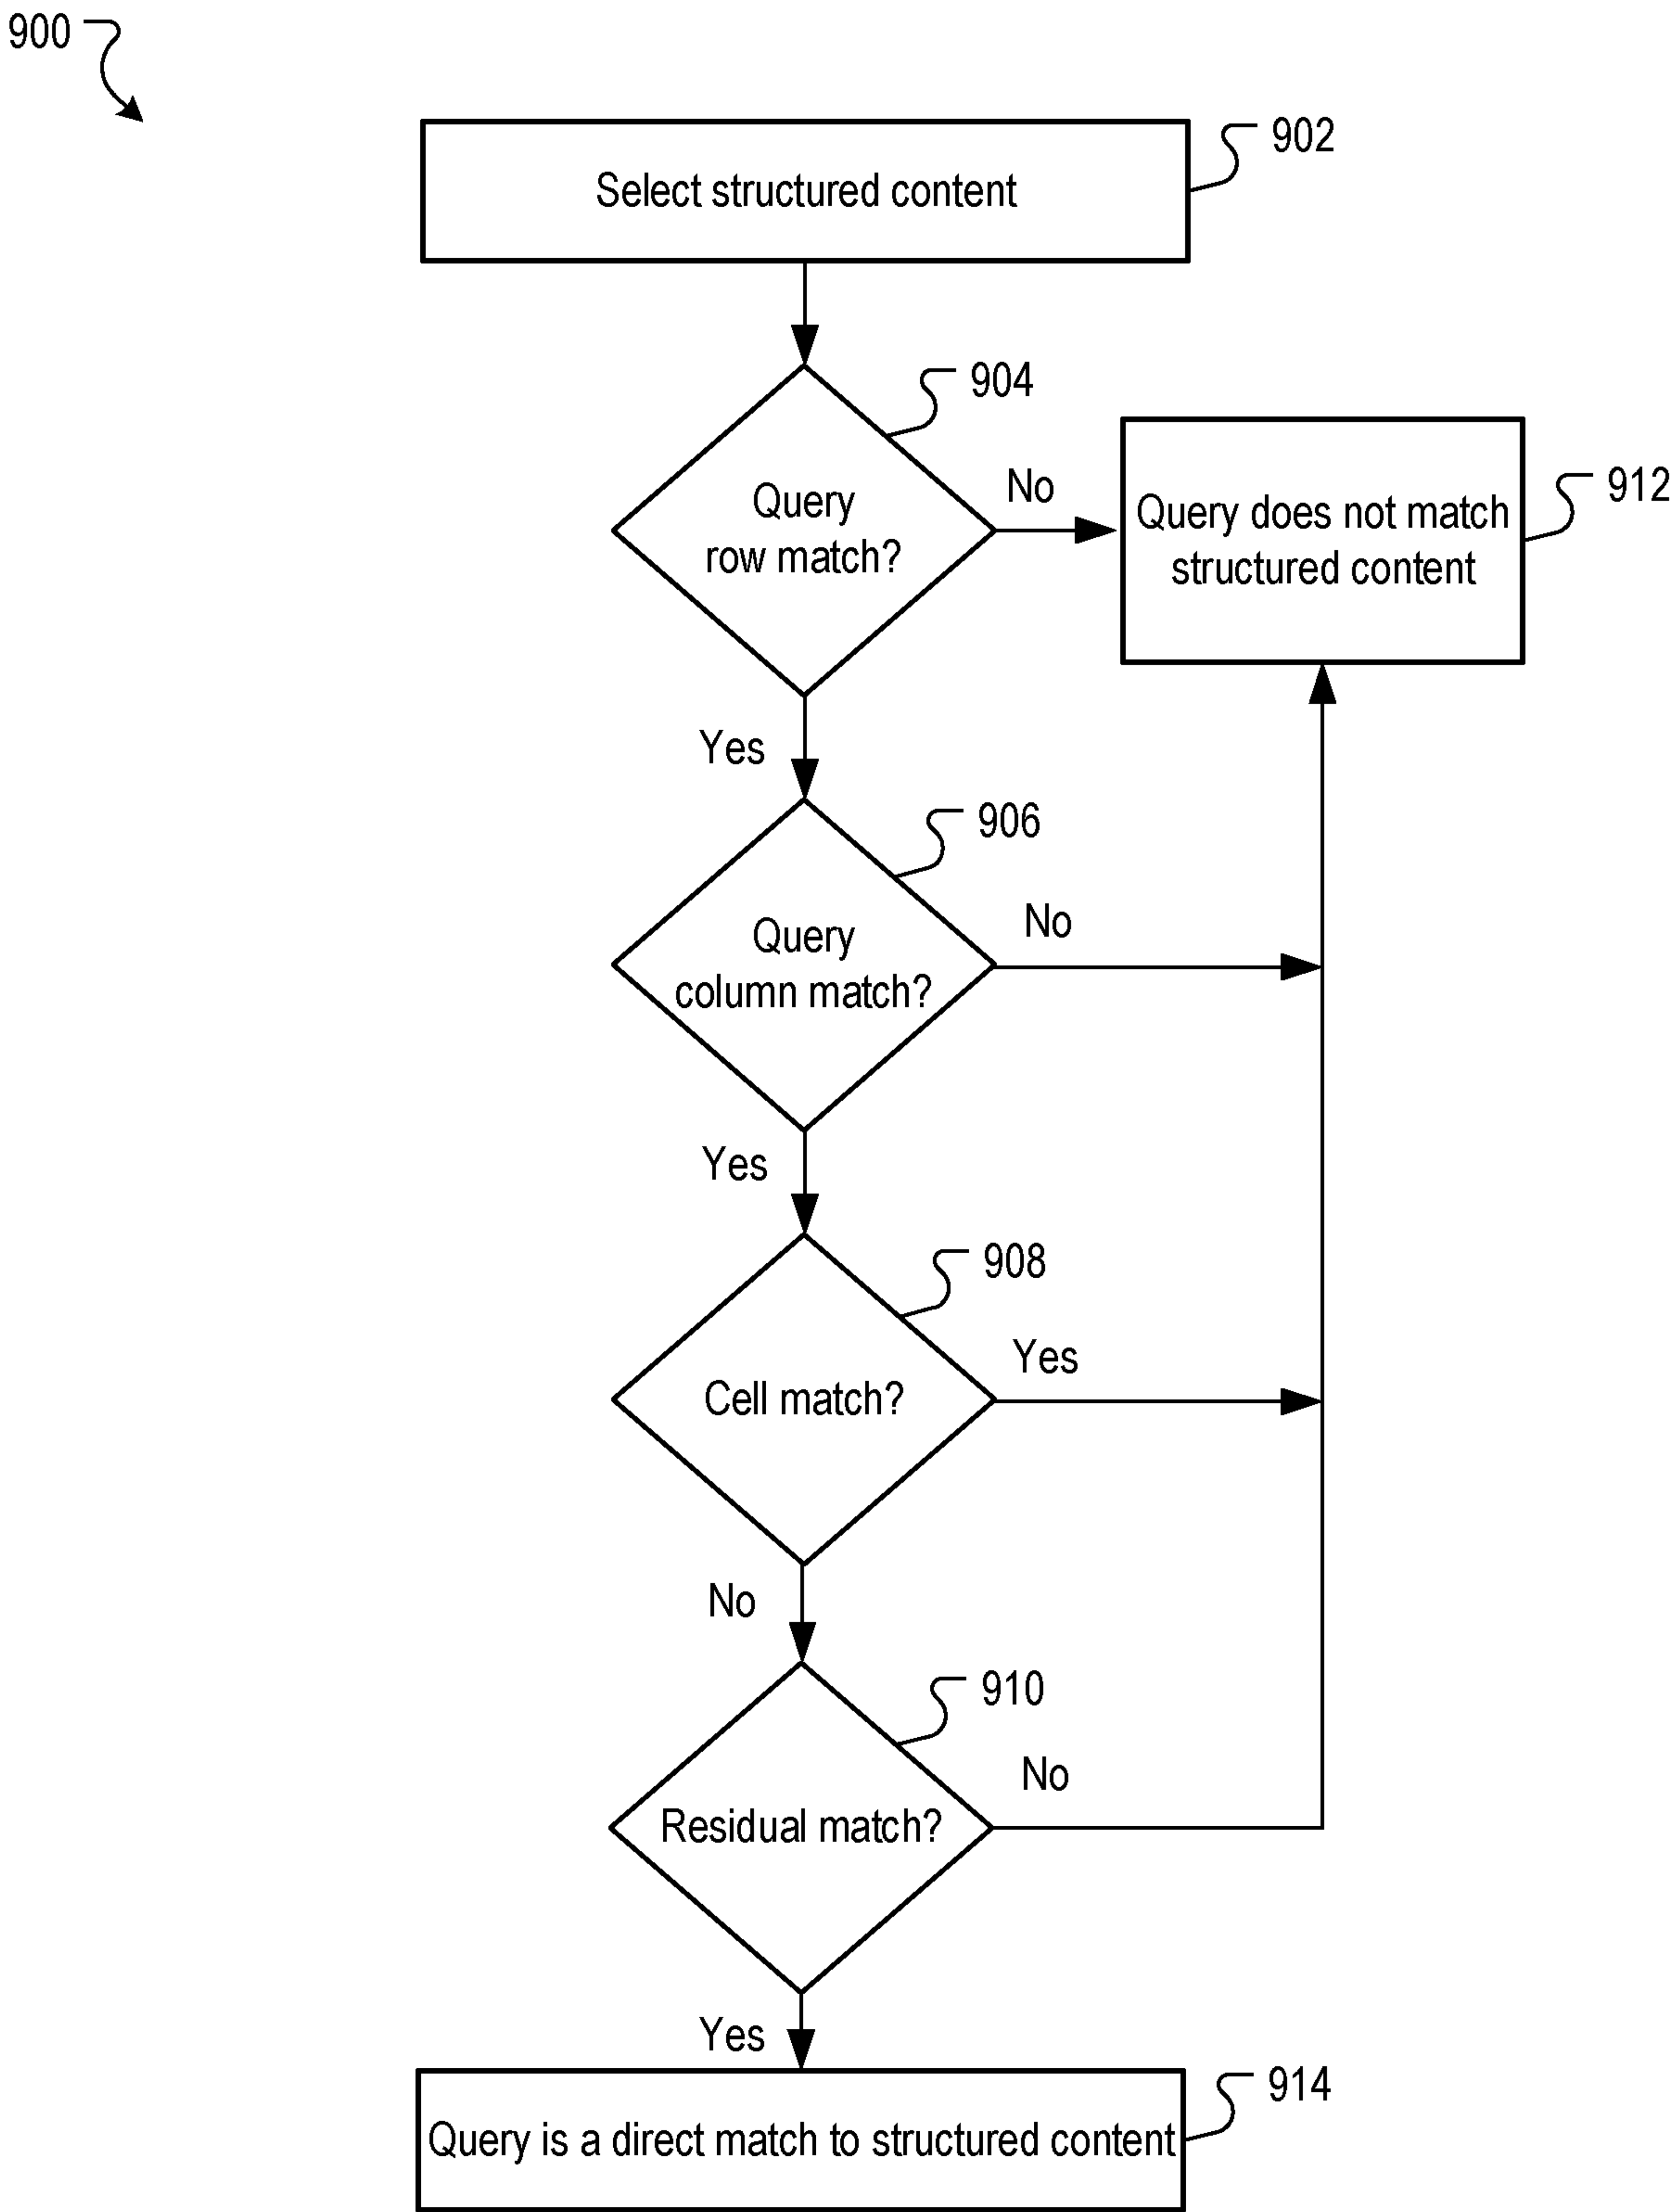 900
902
Select structured content
904
Query
row match?
No
912
Query does not match
structured content
Yes
906
Query
column match?
No
Yes
908
Cell match?
Yes
No
910
Residual match?
No
Yes
914
Query is a direct match to structured content